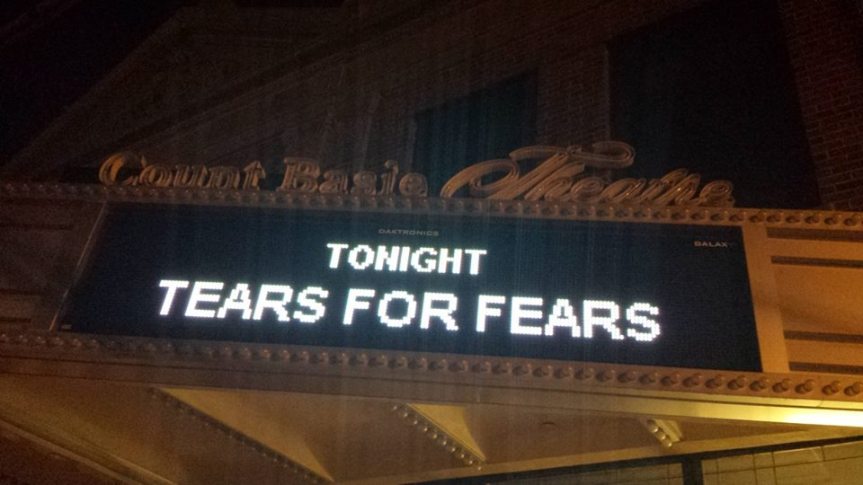 Count Basie Theatre
DAKTRONICS
GALAXY
TONIGHT
TEARS FOR FEARS